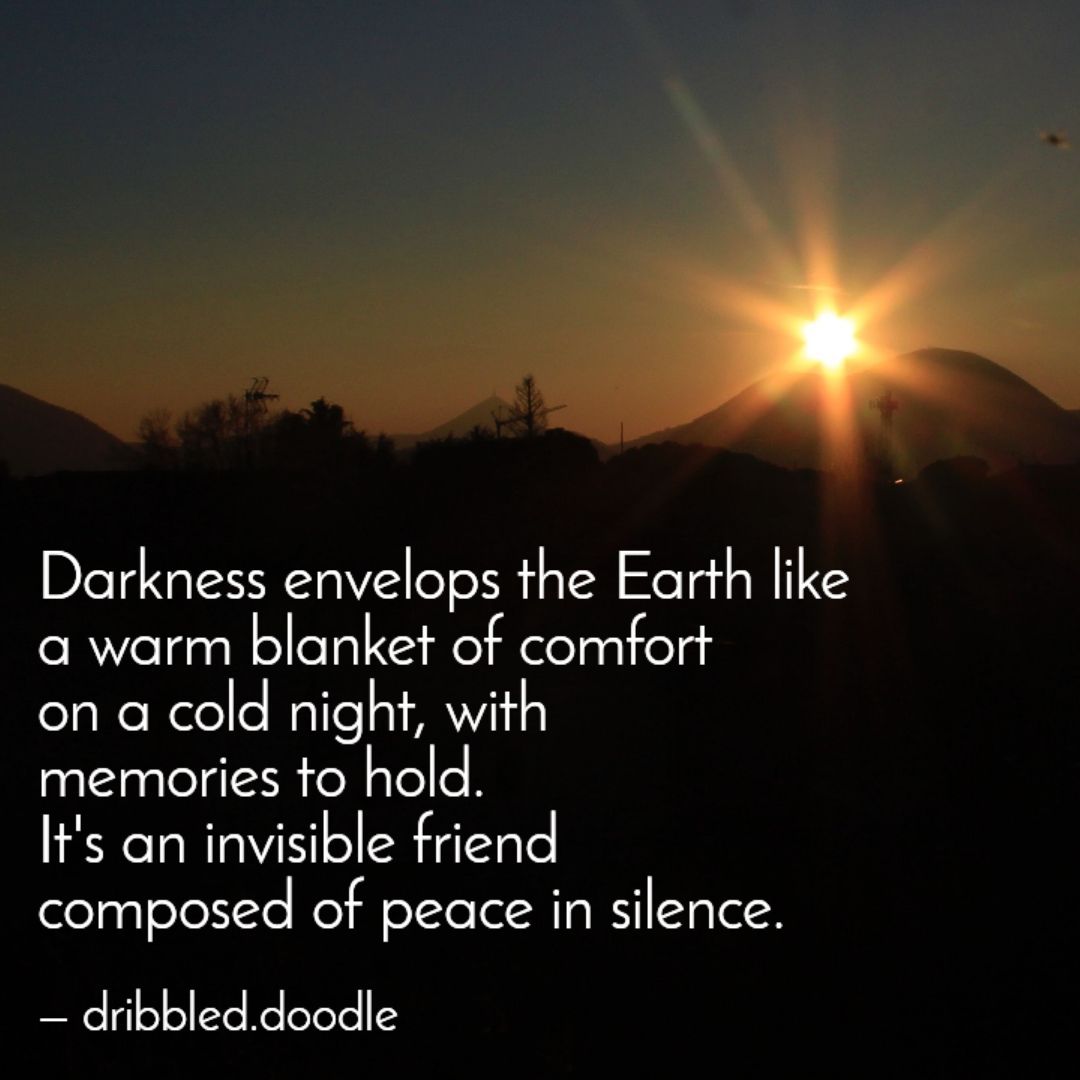 Darkness envelops the Earth like
a warm blanket of comfort
on a cold night, with
memories to hold.
It's an invisible friend
composed of peace in silence.
– dribbled.doodle